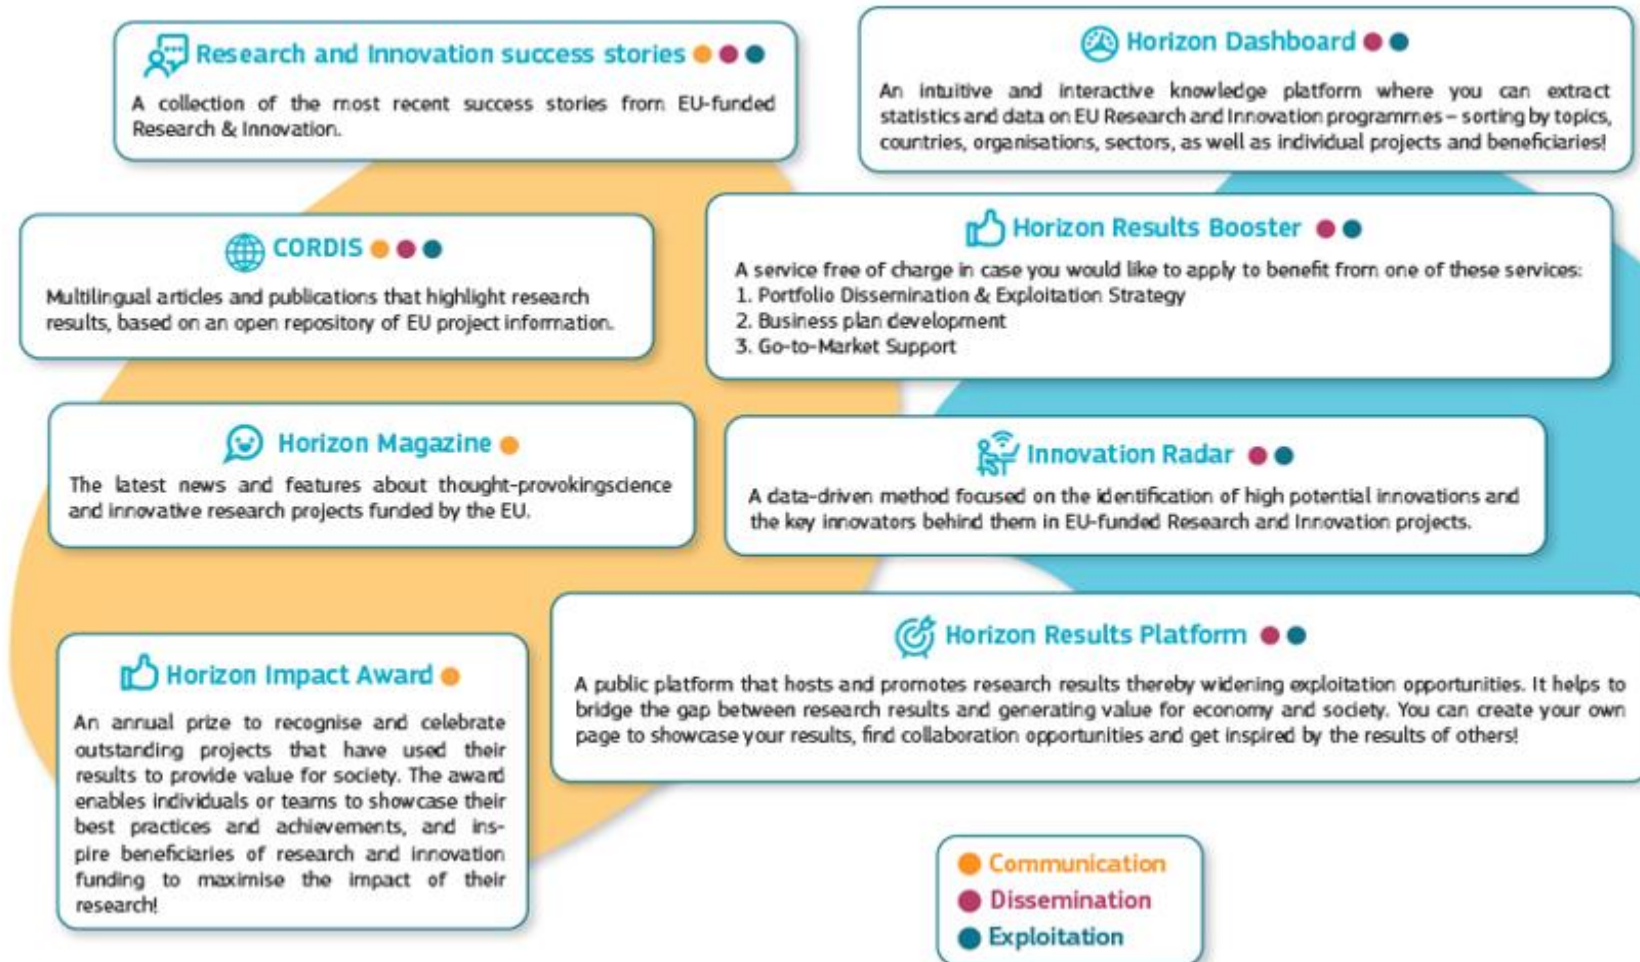 Research and Innovation success stories
A collection of the most recent success stories from EU-funded
Research & Innovation.
Horizon Dashboard
An intuitive and interactive knowledge platform where you can extract
statistics and data on EU Research and Innovation programmes – sorting by topics,
countries, organisations, sectors, as well as individual projects and beneficiaries!
CORDIS
Multilingual articles and publications that highlight research
results, based on an open repository of EU project information.
Horizon Results Booster
A service free of charge in case you would like to apply to benefit from one of these services:
1. Portfolio Dissemination & Exploitation Strategy
2. Business plan development
3. Go-to-Market Support
Horizon Magazine
The latest news and features about thought-provokingscience
and innovative research projects funded by the EU.
Innovation Radar
A data-driven method focused on the identification of high potential innovations and
the key innovators behind them in EU-funded Research and Innovation projects.
Horizon Impact Award
An annual prize to recognise and celebrate
outstanding projects that have used their
results to provide value for society. The award
enables individuals or teams to showcase their
best practices and achievements, and ins-
pire beneficiaries of research and innovation
funding to maximise the impact of their
research!
Horizon Results Platform
A public platform that hosts and promotes research results thereby widening exploitation opportunities. It helps to
bridge the gap between research results and generating value for economy and society. You can create your own
page to showcase your results, find collaboration opportunities and get inspired by the results of others!
Communication
Dissemination
Exploitation